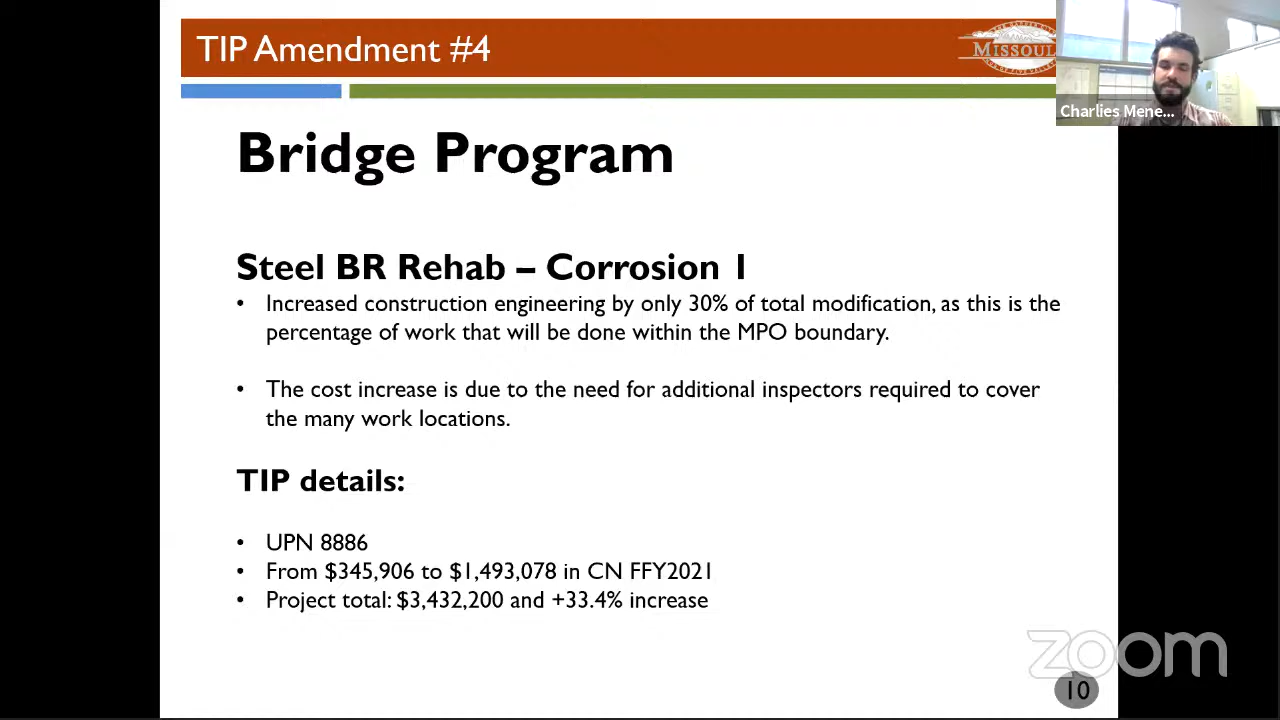 TIP Amendment #4
MISSOUL
Charlies Mene...
Bridge Program
Steel BR Rehab – Corrosion 1
• Increased construction engineering by only 30% of total modification, as this is the
percentage of work that will be done within the MPO boundary.
• The cost increase is due to the need for additional inspectors required to cover
the many work locations.
TIP details:
• UPN 8886
• From $345,906 to $1,493,078 in CN FFY2021
• Project total: $3,432,200 and +33.4% increase
zoom
10